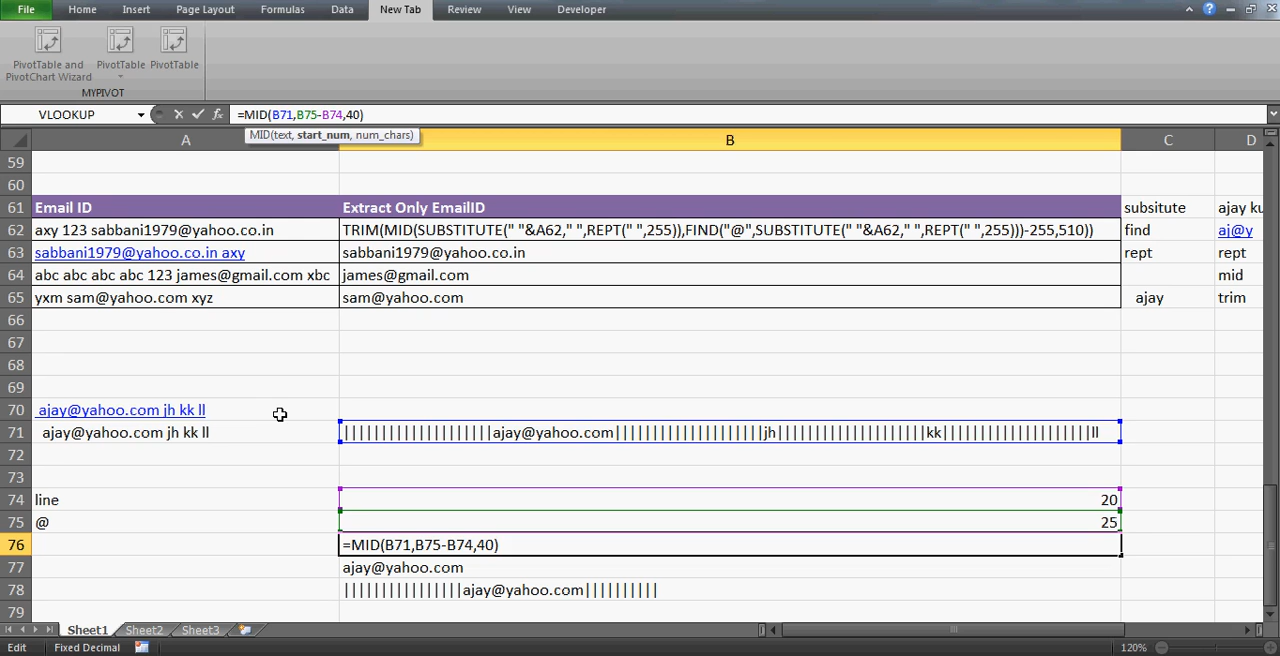 File Home Insert Page Layout Formulas Data New Tab Review View Developer
PivotTable and PivotChart Wizard PivotTable PivotTable
MYPIVOT
VLOOKUP fx =MID(B71,B75-B74,40)
MID(text, start_num, num_chars)
A B C D
59
60
61 Email ID Extract Only EmailID subsitute ajay ku
62 axy 123 sabbani1979@yahoo.co.in TRIM(MID(SUBSTITUTE(" "&A62," ",REPT(" ",255)),FIND("@",SUBSTITUTE(" "&A62," ",REPT(" ",255)))-255,510)) find aj@y
63 sabbani1979@yahoo.co.in axy sabbani1979@yahoo.co.in rept rept
64 abc abc abc abc 123 james@gmail.com xbc james@gmail.com mid
65 yxm sam@yahoo.com xyz sam@yahoo.com ajay trim
66
67
68
69
70 ajay@yahoo.com jh kk ll
71 ajay@yahoo.com jh kk ll ||||||||||||||||||||ajay@yahoo.com||||||||||||||||||||jh||||||||||||||||||||kk||||||||||||||||||||ll
72
73
74 line 20
75 @ 25
76 =MID(B71,B75-B74,40)
77 ajay@yahoo.com
78 ||||||||||||||||ajay@yahoo.com||||||||||
79
Sheet1 Sheet2 Sheet3
Edit Fixed Decimal 120%